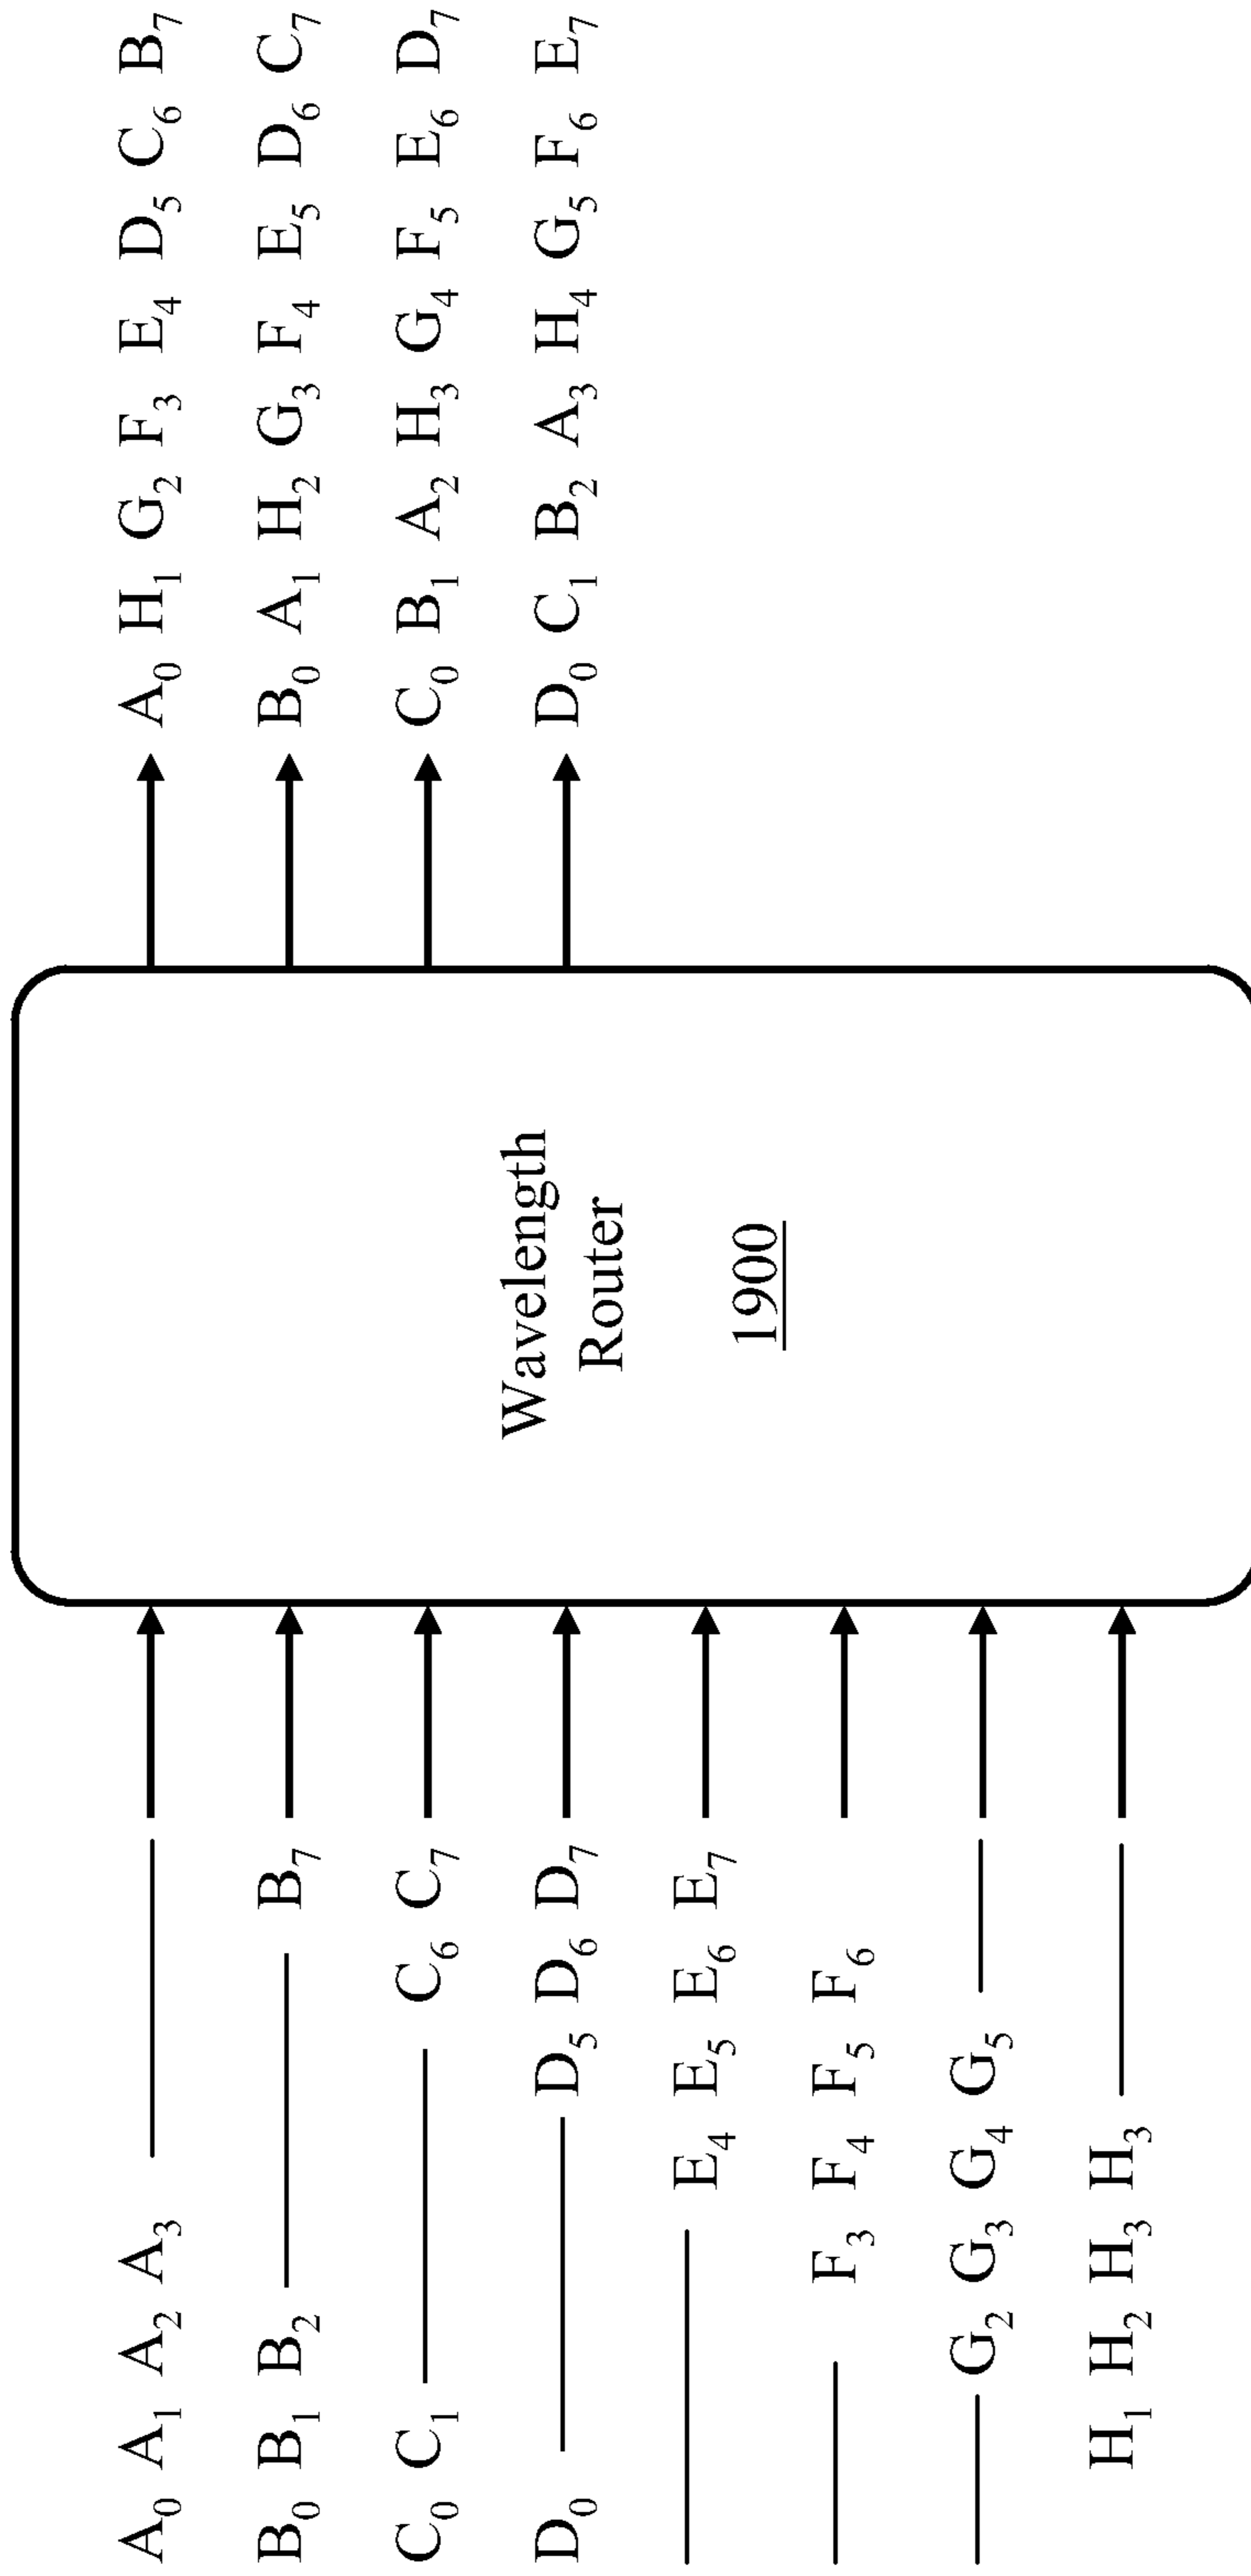 A₀ A₁ A₂ A₃
B₀ B₁ B₂ B₇
C₀ C₁ C₆ C₇
D₀ D₅ D₆ D₇
E₄ E₅ E₆ E₇
F₃ F₄ F₅ F₆
G₂ G₃ G₄ G₅
H₁ H₂ H₃ H₃
Wavelength
Router
1900
A₀ H₁ G₂ F₃ E₄ D₅ C₆ B₇
B₀ A₁ H₂ G₃ F₄ E₅ D₆ C₇
C₀ B₁ A₂ H₃ G₄ F₅ E₆ D₇
D₀ C₁ B₂ A₃ H₄ G₅ F₆ E₇